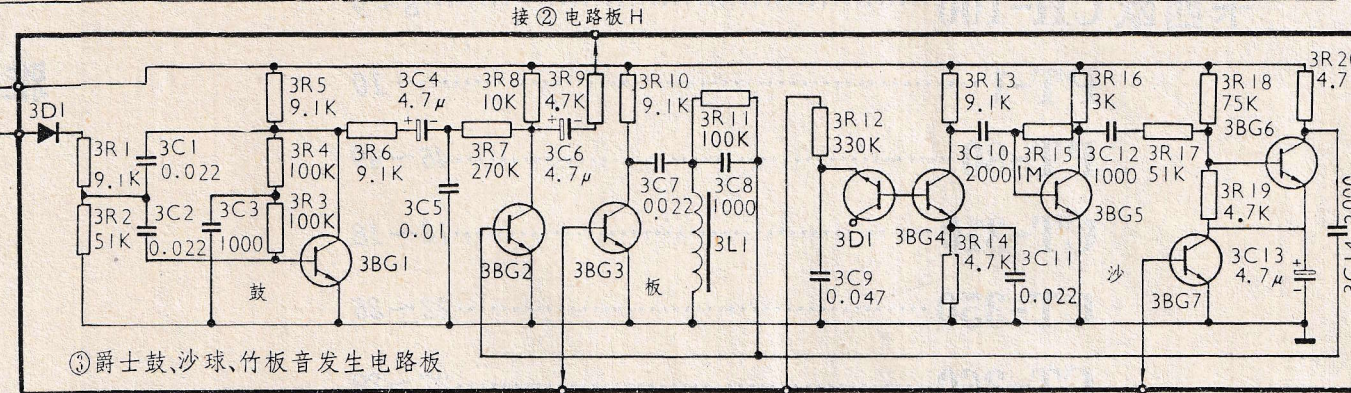 接②电路板H
3D1
3R1
9.1K
3R2
51K
3C1
0.022
3C2
0.022
3R5
9.1K
3R4
100K
3R3
100K
3C3
1000
3BG1
鼓
3R6
9.1K
3C4
4.7μ
3C5
0.01
3R7
270K
3R8
10K
3R9
4.7K
3C6
4.7μ
3BG2
3BG3
3R10
9.1K
3C7
022
3R11
100K
3C8
1000
3L1
板
3R12
330K
3D1
3C9
0.047
3BG4
3R13
9.1K
3C10
2000
3R14
4.7K
3C11
0.022
3R15
1M
3R16
3K
3BG5
3C12
1000
3R17
51K
沙
3R18
75K
3BG6
3R19
4.7K
3BG7
3C13
4.7μ
3R20
4.7
③爵士鼓、沙球、竹板音发生电路板